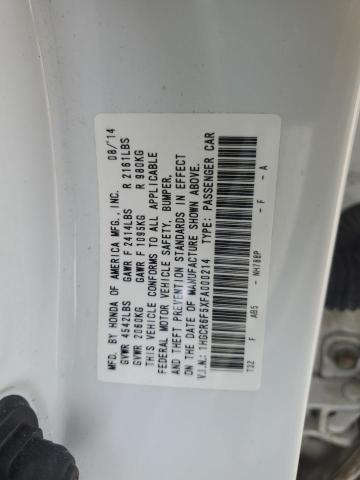 MFD. BY HONDA OF AMERICA MFG., INC. 08/'14
GVWR 4542LBS GAWR F 2414LBS R 2161LBS
GVWR 2060KG GAWR F 1095KG R 980KG
THIS VEHICLE CONFORMS TO ALL APPLICABLE
FEDERAL MOTOR VEHICLE SAFETY, BUMPER,
AND THEFT PREVENTION STANDARDS IN EFFECT
ON THE DATE OF MANUFACTURE SHOWN ABOVE.
V.I.N.: 1HGCR6F5XFA000214 TYPE: PASSENGER CAR
T2Z F AB5 - NH788P - F - A